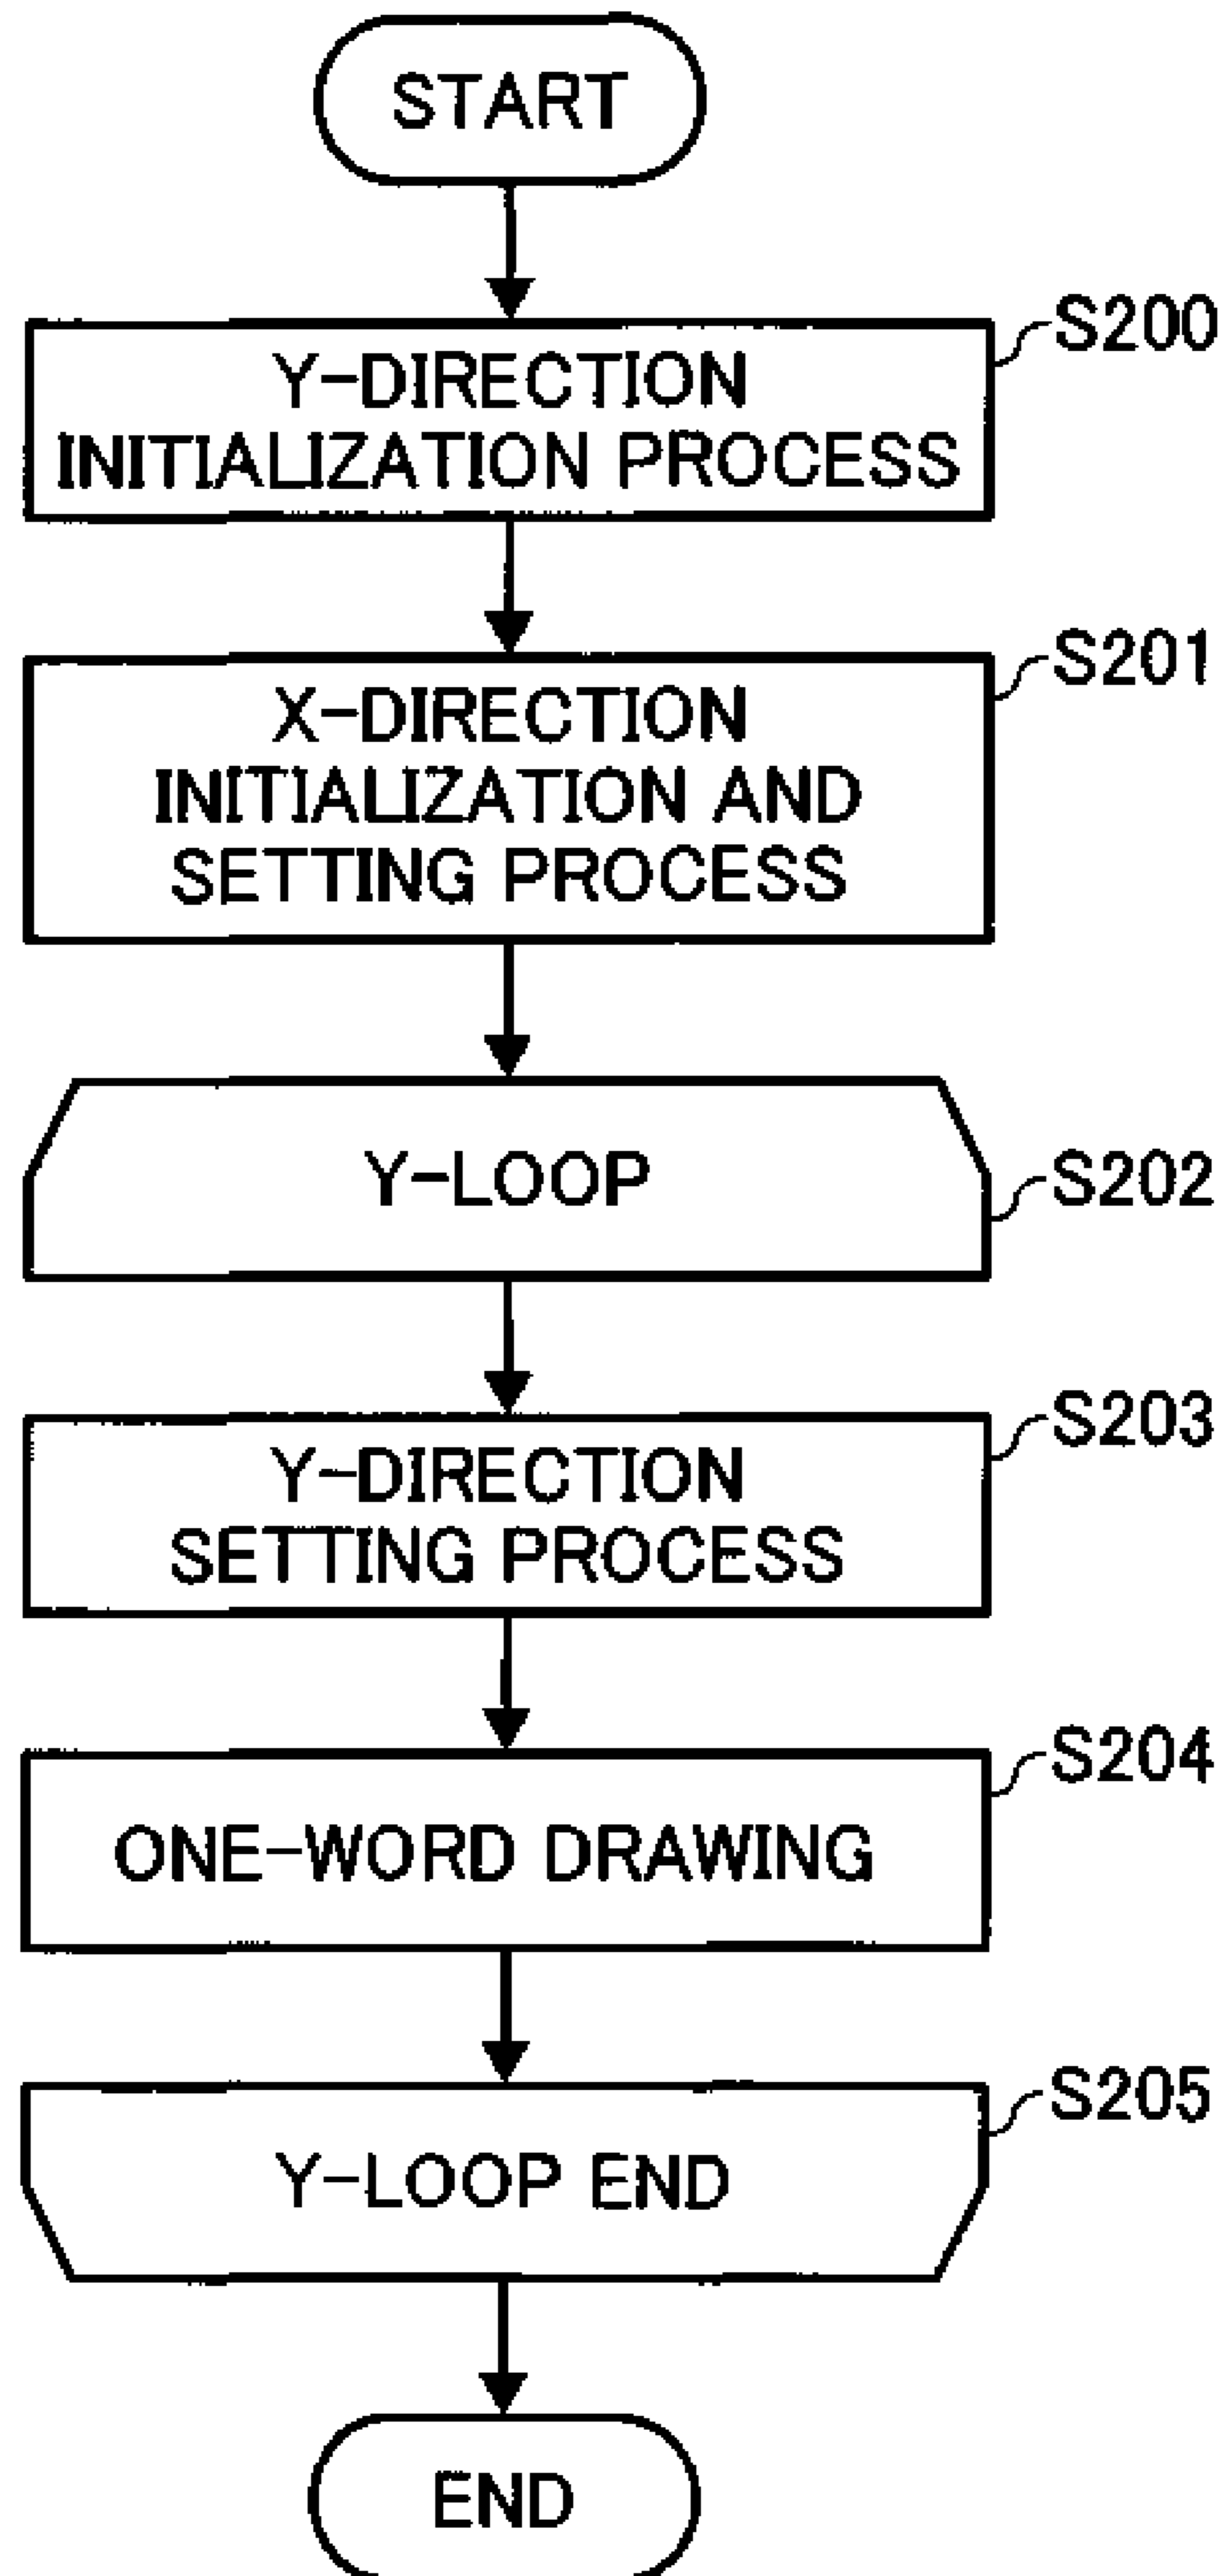 START
S200
Y-DIRECTION
INITIALIZATION PROCESS
S201
X-DIRECTION
INITIALIZATION AND
SETTING PROCESS
Y-LOOP
S202
S203
Y-DIRECTION
SETTING PROCESS
S204
ONE-WORD DRAWING
S205
Y-LOOP END
END